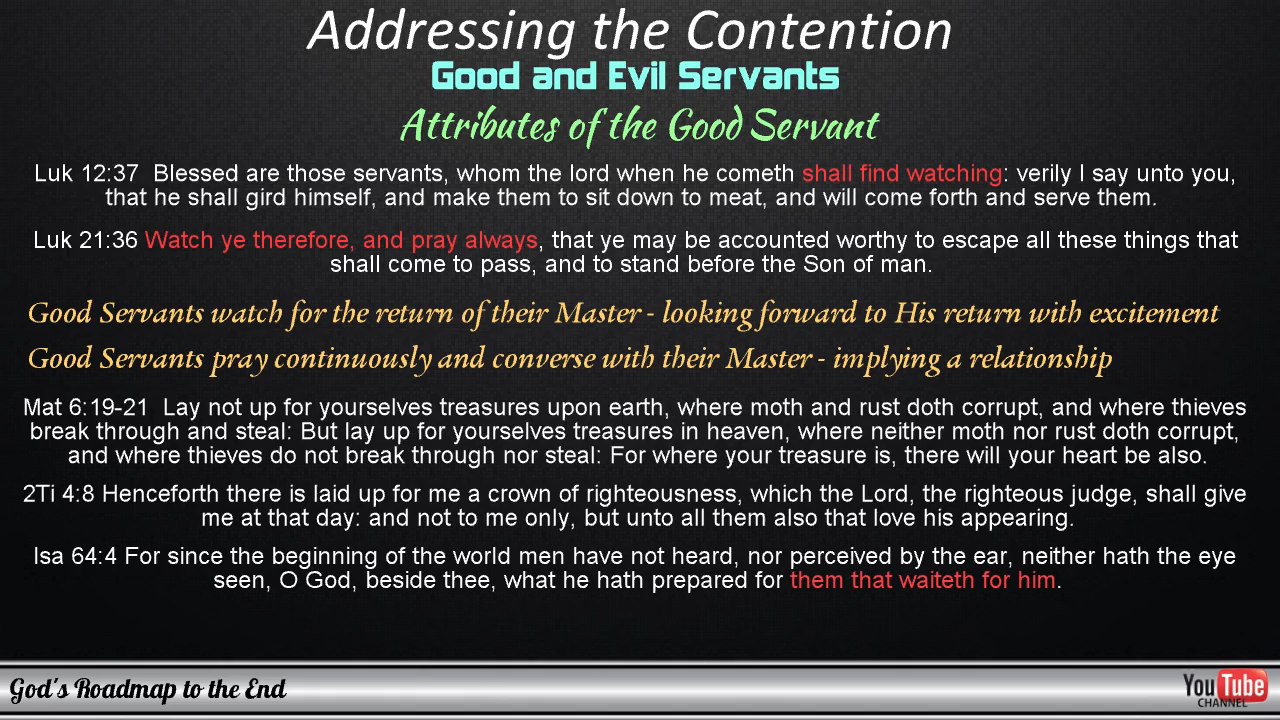 Addressing the Contention
Good and Evil Servants
Attributes of the Good Servant
Luk 12:37  Blessed are those servants, whom the lord when he cometh shall find watching: verily I say unto you,
that he shall gird himself, and make them to sit down to meat, and will come forth and serve them.
Luk 21:36 Watch ye therefore, and pray always, that ye may be accounted worthy to escape all these things that
shall come to pass, and to stand before the Son of man.
Good Servants watch for the return of their Master - looking forward to His return with excitement
Good Servants pray continuously and converse with their Master - implying a relationship
Mat 6:19-21  Lay not up for yourselves treasures upon earth, where moth and rust doth corrupt, and where thieves
break through and steal: But lay up for yourselves treasures in heaven, where neither moth nor rust doth corrupt,
and where thieves do not break through nor steal: For where your treasure is, there will your heart be also.
2Ti 4:8 Henceforth there is laid up for me a crown of righteousness, which the Lord, the righteous judge, shall give
me at that day: and not to me only, but unto all them also that love his appearing.
Isa 64:4 For since the beginning of the world men have not heard, nor perceived by the ear, neither hath the eye
seen, O God, beside thee, what he hath prepared for them that waiteth for him.
God's Roadmap to the End
YouTube
CHANNEL